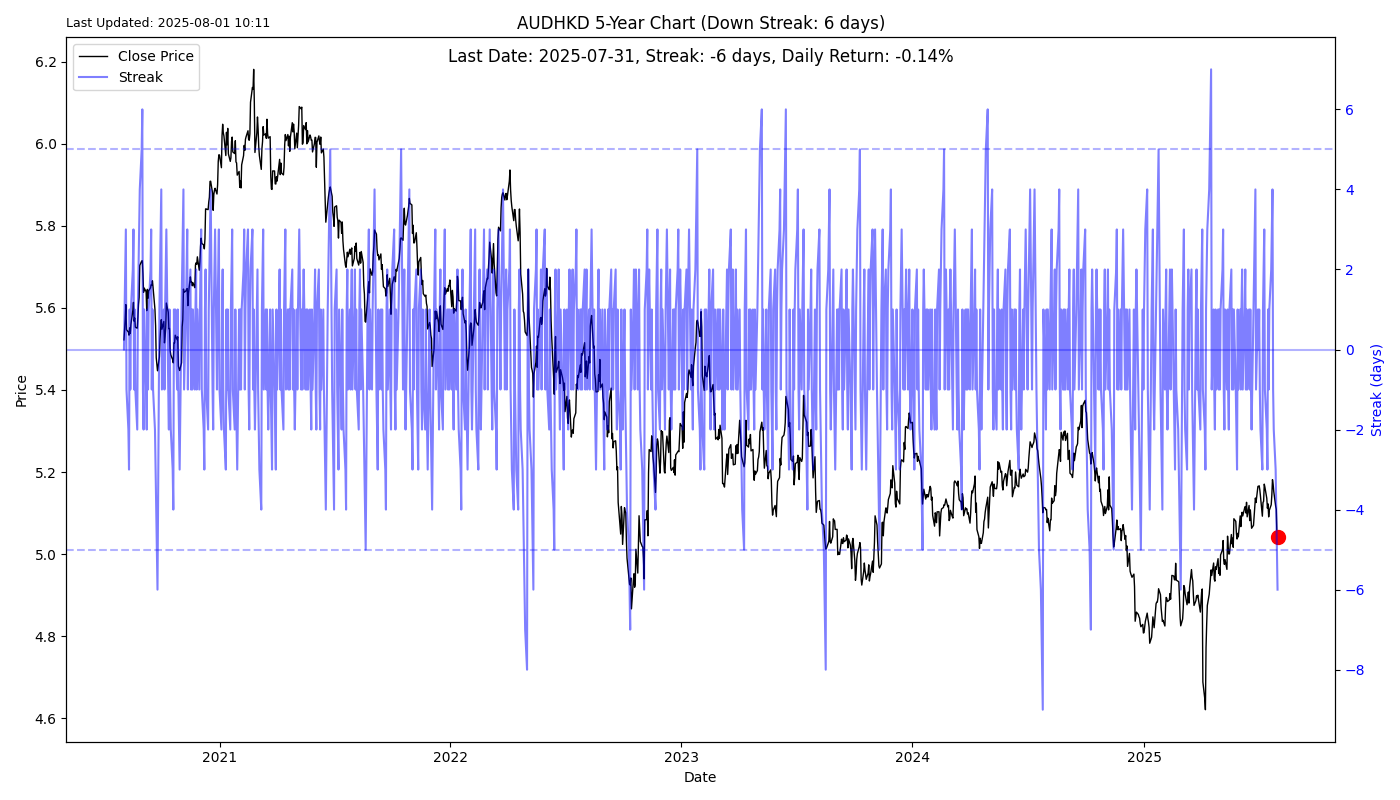 Last Updated: 2025-08-01 10:11
AUDHKD 5-Year Chart (Down Streak: 6 days)
Last Date: 2025-07-31, Streak: -6 days, Daily Return: -0.14%
Close Price
Streak
6.2
6.0
5.8
5.6
5.4
5.2
5.0
4.8
4.6
Price
6
4
2
0
−2
−4
−6
−8
Streak (days)
2021
2022
2023
2024
2025
Date